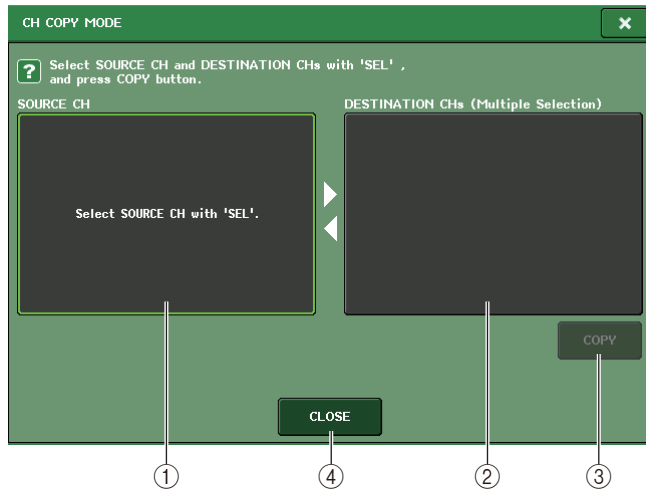 CH COPY MODE
×
? Select SOURCE CH and DESTINATION CHs with 'SEL' ,
and press COPY button.
SOURCE CH
DESTINATION CHs (Multiple Selection)
Select SOURCE CH with 'SEL'.
COPY
CLOSE
① ④ ② ③